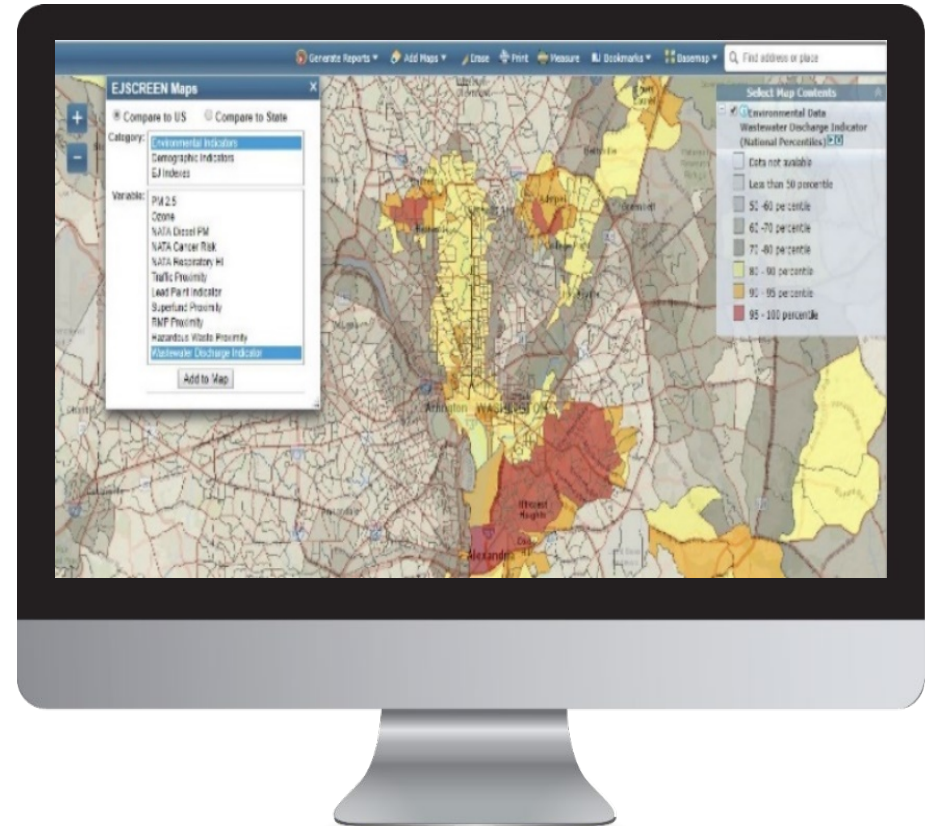 Generate Reports Add Maps Erase Print Measure Bookmarks Basemap Find address or place
EJSCREEN Maps X
Compare to US Compare to State
Category:
Environmental Indicators
Demographic Indicators
EJ Indexes
Variable:
PM 2.5
Ozone
NATA Diesel PM
NATA Cancer Risk
NATA Respiratory HI
Traffic Proximity
Lead Paint Indicator
Superfund Proximity
RMP Proximity
Hazardous Waste Proximity
Wastewater Discharge Indicator
Add to Map
+
-
Select Map Contents
Environmental Data
Wastewater Discharge Indicator
(National Percentiles)
Data not available
Less than 50 percentile
50 -60 percentile
60 -70 percentile
70 -80 percentile
80 - 90 percentile
90 - 95 percentile
95 - 100 percentile
Arlington WASHINGTON
Heights
Alexandria